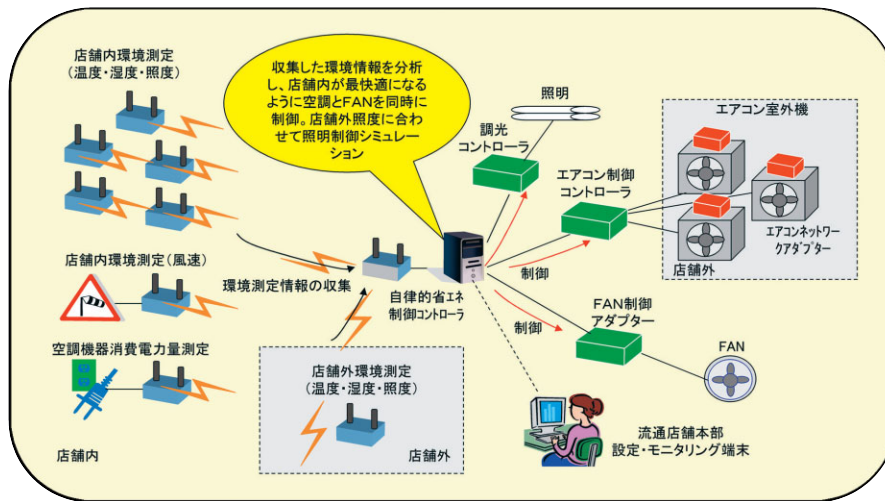 店舗内環境測定
(温度・湿度・照度)
収集した環境情報を分析
し、店舗内が最快適になる
ように空調とFANを同時に
制御。店舗外照度に合わ
せて照明制御シミュレー
ション
照明
調光
コントローラ
エアコン制御
コントローラ
エアコン室外機
エアコンネットワー
クアダプター
店舗外
店舗内環境測定(風速)
環境測定情報の収集
自律的省エネ
制御コントローラ
制御
制御
FAN制御
アダプター
FAN
空調機器消費電力量測定
店舗外環境測定
(温度・湿度・照度)
店舗内
店舗外
流通店舗本部
設定・モニタリング端末